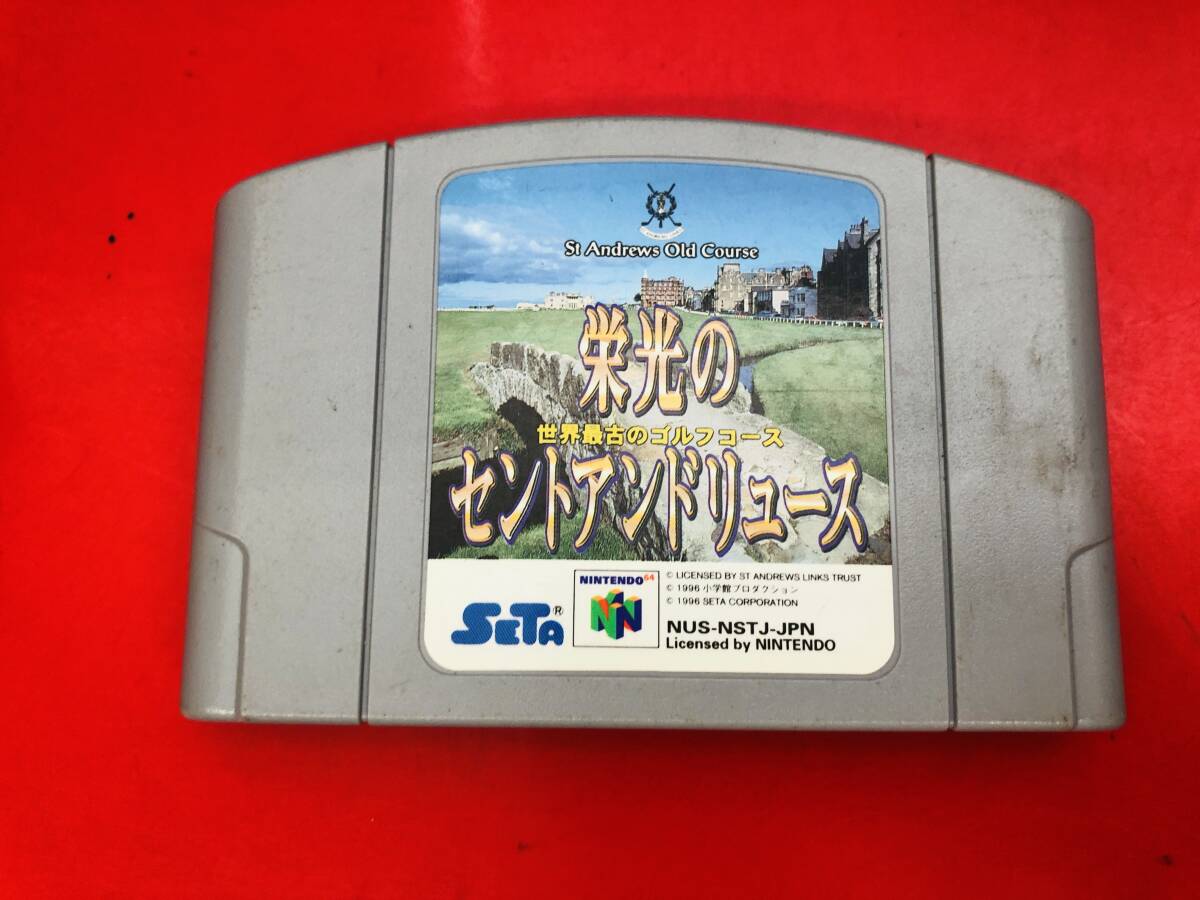 St Andrews Old Course
栄光の
世界最古のゴルフコース
セントアンドリュース
SETA®
NINTENDO64
© LICENSED BY ST ANDREWS LINKS TRUST
© 1996 小学館プロダクション
© 1996 SETA CORPORATION
NUS-NSTJ-JPN
Licensed by NINTENDO